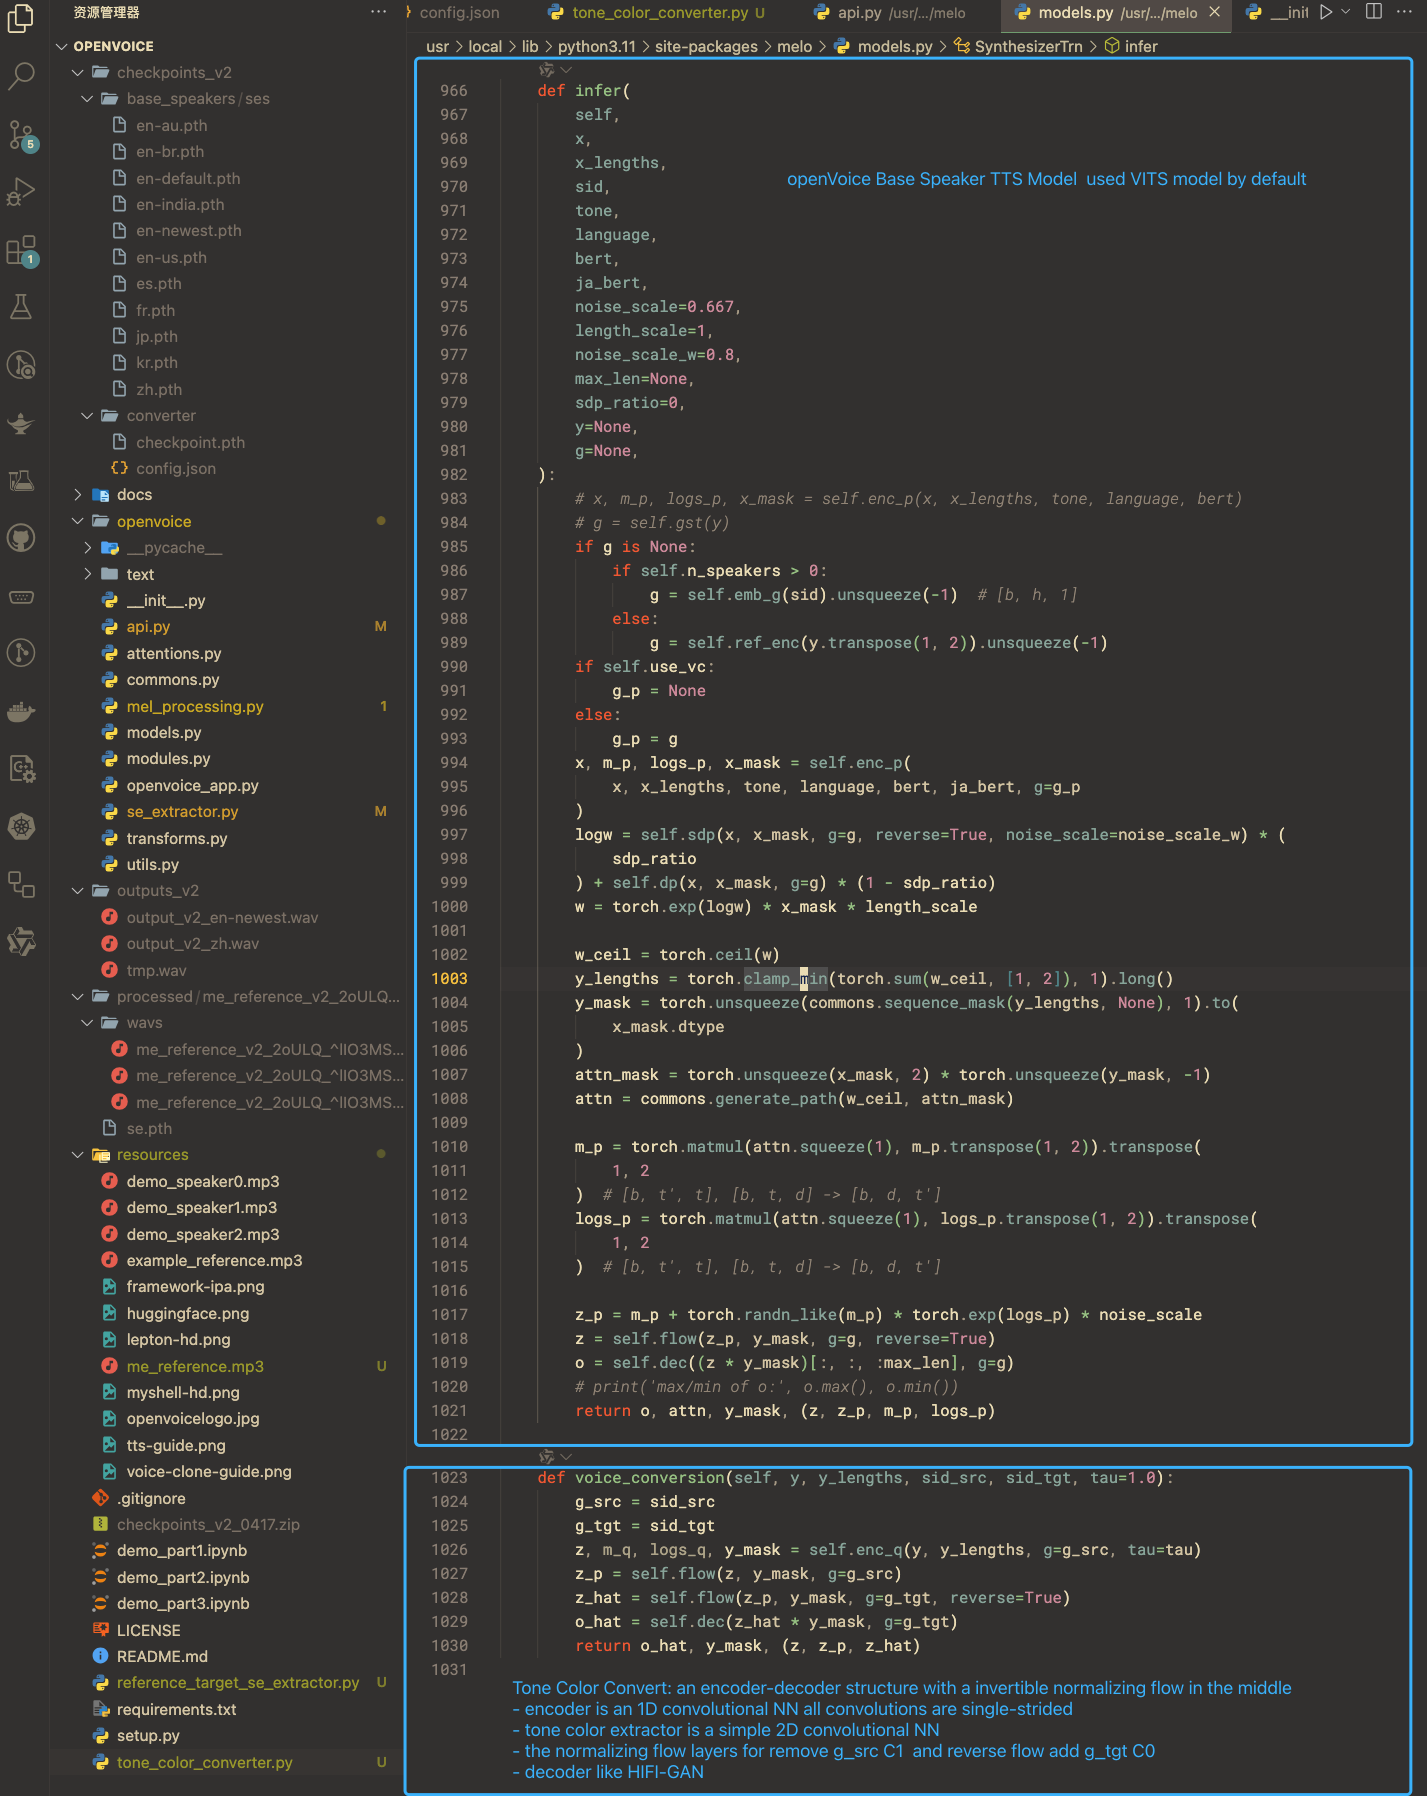 资源管理器
OPENVOICE
checkpoints_v2
base_speakers/ses
en-au.pth
en-br.pth
en-default.pth
en-india.pth
en-newest.pth
en-us.pth
es.pth
fr.pth
jp.pth
kr.pth
zh.pth
converter
checkpoint.pth
config.json
docs
openvoice
__pycache__
text
__init__.py
api.py M
attentions.py
commons.py
mel_processing.py 1
models.py
modules.py
openvoice_app.py
se_extractor.py M
transforms.py
utils.py
outputs_v2
output_v2_en-newest.wav
output_v2_zh.wav
tmp.wav
processed/me_reference_v2_2oULQ...
wavs
me_reference_v2_2oULQ_^lIO3MS...
me_reference_v2_2oULQ_^lIO3MS...
me_reference_v2_2oULQ_^lIO3MS...
se.pth
resources
demo_speaker0.mp3
demo_speaker1.mp3
demo_speaker2.mp3
example_reference.mp3
framework-ipa.png
huggingface.png
lepton-hd.png
me_reference.mp3 U
myshell-hd.png
openvoicelogo.jpg
tts-guide.png
voice-clone-guide.png
.gitignore
checkpoints_v2_0417.zip
demo_part1.ipynb
demo_part2.ipynb
demo_part3.ipynb
LICENSE
README.md
reference_target_se_extractor.py U
requirements.txt
setup.py
tone_color_converter.py U
5
1
config.json tone_color_converter.py U api.py /usr/.../melo models.py /usr/.../melo __init
usr > local > lib > python3.11 > site-packages > melo > models.py > SynthesizerTrn > infer
966 def infer(
967 self,
968 x,
969 x_lengths,
970 sid,
971 tone,
972 language,
973 bert,
974 ja_bert,
975 noise_scale=0.667,
976 length_scale=1,
977 noise_scale_w=0.8,
978 max_len=None,
979 sdp_ratio=0,
980 y=None,
981 g=None,
982 ):
983 # x, m_p, logs_p, x_mask = self.enc_p(x, x_lengths, tone, language, bert)
984 # g = self.gst(y)
985 if g is None:
986 if self.n_speakers > 0:
987 g = self.emb_g(sid).unsqueeze(-1) # [b, h, 1]
988 else:
989 g = self.ref_enc(y.transpose(1, 2)).unsqueeze(-1)
990 if self.use_vc:
991 g_p = None
992 else:
993 g_p = g
994 x, m_p, logs_p, x_mask = self.enc_p(
995 x, x_lengths, tone, language, bert, ja_bert, g=g_p
996 )
997 logw = self.sdp(x, x_mask, g=g, reverse=True, noise_scale=noise_scale_w) * (
998 sdp_ratio
999 ) + self.dp(x, x_mask, g=g) * (1 - sdp_ratio)
1000 w = torch.exp(logw) * x_mask * length_scale
1001
1002 w_ceil = torch.ceil(w)
1003 y_lengths = torch.clamp_min(torch.sum(w_ceil, [1, 2]), 1).long()
1004 y_mask = torch.unsqueeze(commons.sequence_mask(y_lengths, None), 1).to(
1005 x_mask.dtype
1006 )
1007 attn_mask = torch.unsqueeze(x_mask, 2) * torch.unsqueeze(y_mask, -1)
1008 attn = commons.generate_path(w_ceil, attn_mask)
1009
1010 m_p = torch.matmul(attn.squeeze(1), m_p.transpose(1, 2)).transpose(
1011 1, 2
1012 ) # [b, t', t], [b, t, d] -> [b, d, t']
1013 logs_p = torch.matmul(attn.squeeze(1), logs_p.transpose(1, 2)).transpose(
1014 1, 2
1015 ) # [b, t', t], [b, t, d] -> [b, d, t']
1016
1017 z_p = m_p + torch.randn_like(m_p) * torch.exp(logs_p) * noise_scale
1018 z = self.flow(z_p, y_mask, g=g, reverse=True)
1019 o = self.dec((z * y_mask)[:, :, :max_len], g=g)
1020 # print('max/min of o:', o.max(), o.min())
1021 return o, attn, y_mask, (z, z_p, m_p, logs_p)
1022
openVoice Base Speaker TTS Model used VITS model by default
1023 def voice_conversion(self, y, y_lengths, sid_src, sid_tgt, tau=1.0):
1024 g_src = sid_src
1025 g_tgt = sid_tgt
1026 z, m_q, logs_q, y_mask = self.enc_q(y, y_lengths, g=g_src, tau=tau)
1027 z_p = self.flow(z, y_mask, g=g_src)
1028 z_hat = self.flow(z_p, y_mask, g=g_tgt, reverse=True)
1029 o_hat = self.dec(z_hat * y_mask, g=g_tgt)
1030 return o_hat, y_mask, (z, z_p, z_hat)
1031
Tone Color Convert: an encoder-decoder structure with a invertible normalizing flow in the middle
- encoder is an 1D convolutional NN all convolutions are single-strided
- tone color extractor is a simple 2D convolutional NN
- the normalizing flow layers for remove g_src C1 and reverse flow add g_tgt C0
- decoder like HIFI-GAN